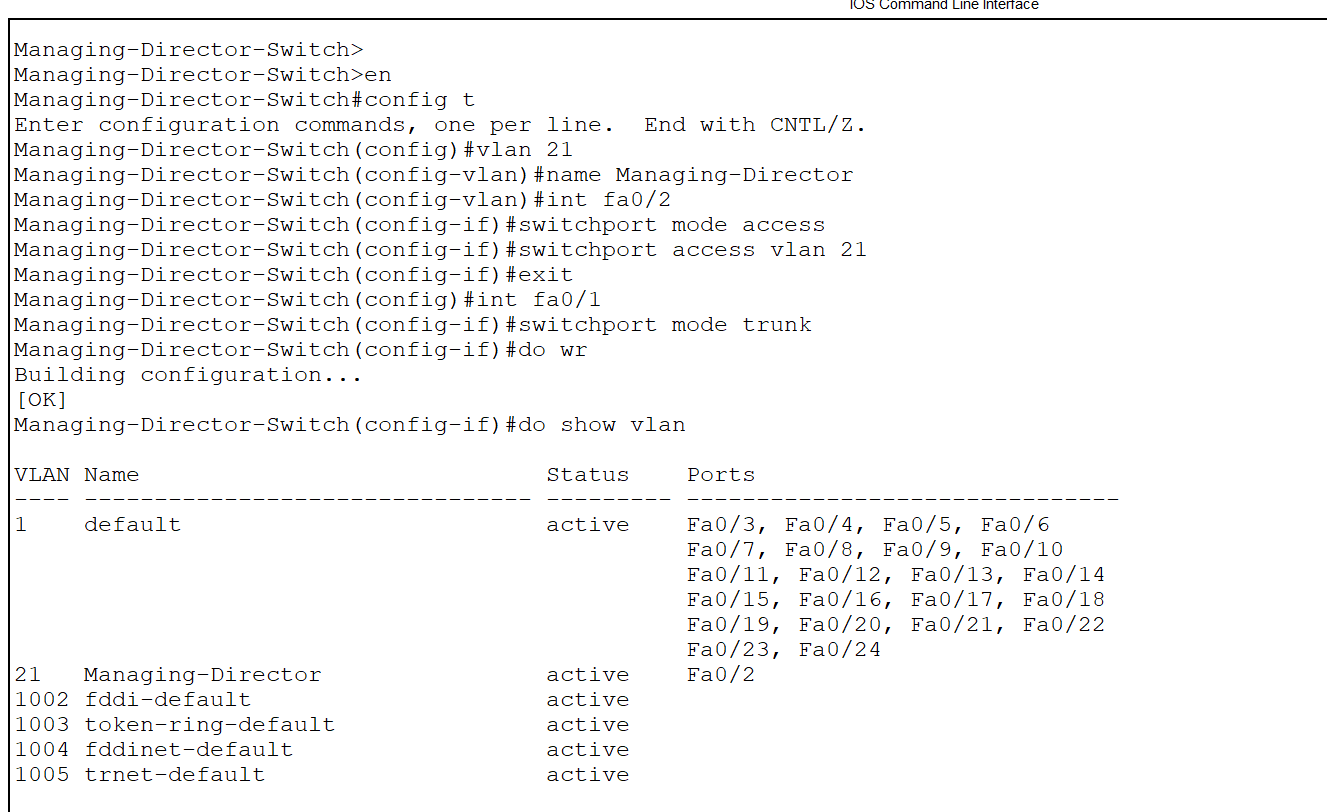 IOS Command Line Interface
Managing-Director-Switch>
Managing-Director-Switch>en
Managing-Director-Switch#config t
Enter configuration commands, one per line.  End with CNTL/Z.
Managing-Director-Switch(config)#vlan 21
Managing-Director-Switch(config-vlan)#name Managing-Director
Managing-Director-Switch(config-vlan)#int fa0/2
Managing-Director-Switch(config-if)#switchport mode access
Managing-Director-Switch(config-if)#switchport access vlan 21
Managing-Director-Switch(config-if)#exit
Managing-Director-Switch(config)#int fa0/1
Managing-Director-Switch(config-if)#switchport mode trunk
Managing-Director-Switch(config-if)#do wr
Building configuration...
[OK]
Managing-Director-Switch(config-if)#do show vlan
VLAN Name                             Status    Ports
---- -------------------------------- --------- -------------------------------
1    default                          active    Fa0/3, Fa0/4, Fa0/5, Fa0/6
                                                Fa0/7, Fa0/8, Fa0/9, Fa0/10
                                                Fa0/11, Fa0/12, Fa0/13, Fa0/14
                                                Fa0/15, Fa0/16, Fa0/17, Fa0/18
                                                Fa0/19, Fa0/20, Fa0/21, Fa0/22
                                                Fa0/23, Fa0/24
21   Managing-Director                active    Fa0/2
1002 fddi-default                     active
1003 token-ring-default               active
1004 fddinet-default                  active
1005 trnet-default                    active